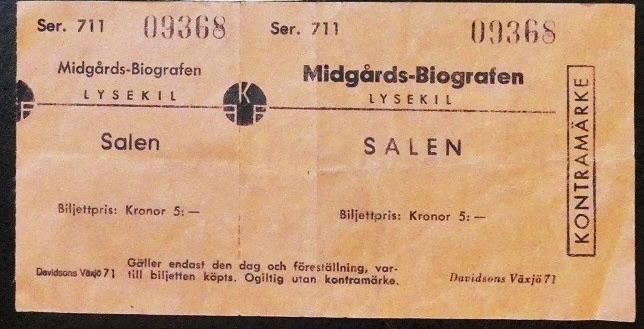 Ser. 711 09368
Midgårds-Biografen
LYSEKIL
Salen
Biljettpris: Kronor 5:—
Davidsons Växjö 71
Ser. 711 09368
Midgårds-Biografen
LYSEKIL
K
F F
SALEN
Biljettpris: Kronor 5:—
Gäller endast den dag och föreställning, var-
till biljetten köpts. Ogiltig utan kontramärke.
Davidsons Växjö 71
KONTRAMÄRKE